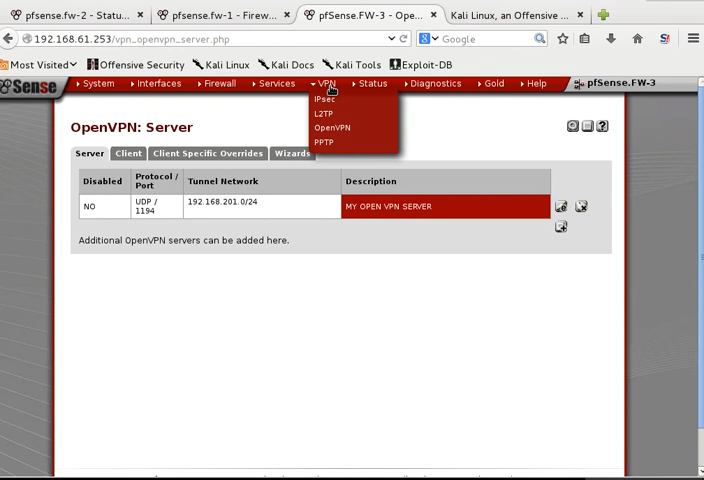 pfsense.fw-2 - Status...
pfsense.fw-1 - Firew...
pfSense.FW-3 - Ope...
Kali Linux, an Offensive ...
192.168.61.253/vpn_openvpn_server.php
Google
Most Visited
Offensive Security
Kali Linux
Kali Docs
Kali Tools
Exploit-DB
Sense
System
Interfaces
Firewall
Services
VPN
Status
Diagnostics
Gold
Help
pfSense.FW-3
IPsec
L2TP
OpenVPN
PPTP
OpenVPN: Server
Server
Client
Client Specific Overrides
Wizards
Disabled
Protocol /
Port
Tunnel Network
Description
NO
UDP /
1194
192.168.201.0/24
MY OPEN VPN SERVER
Additional OpenVPN servers can be added here.